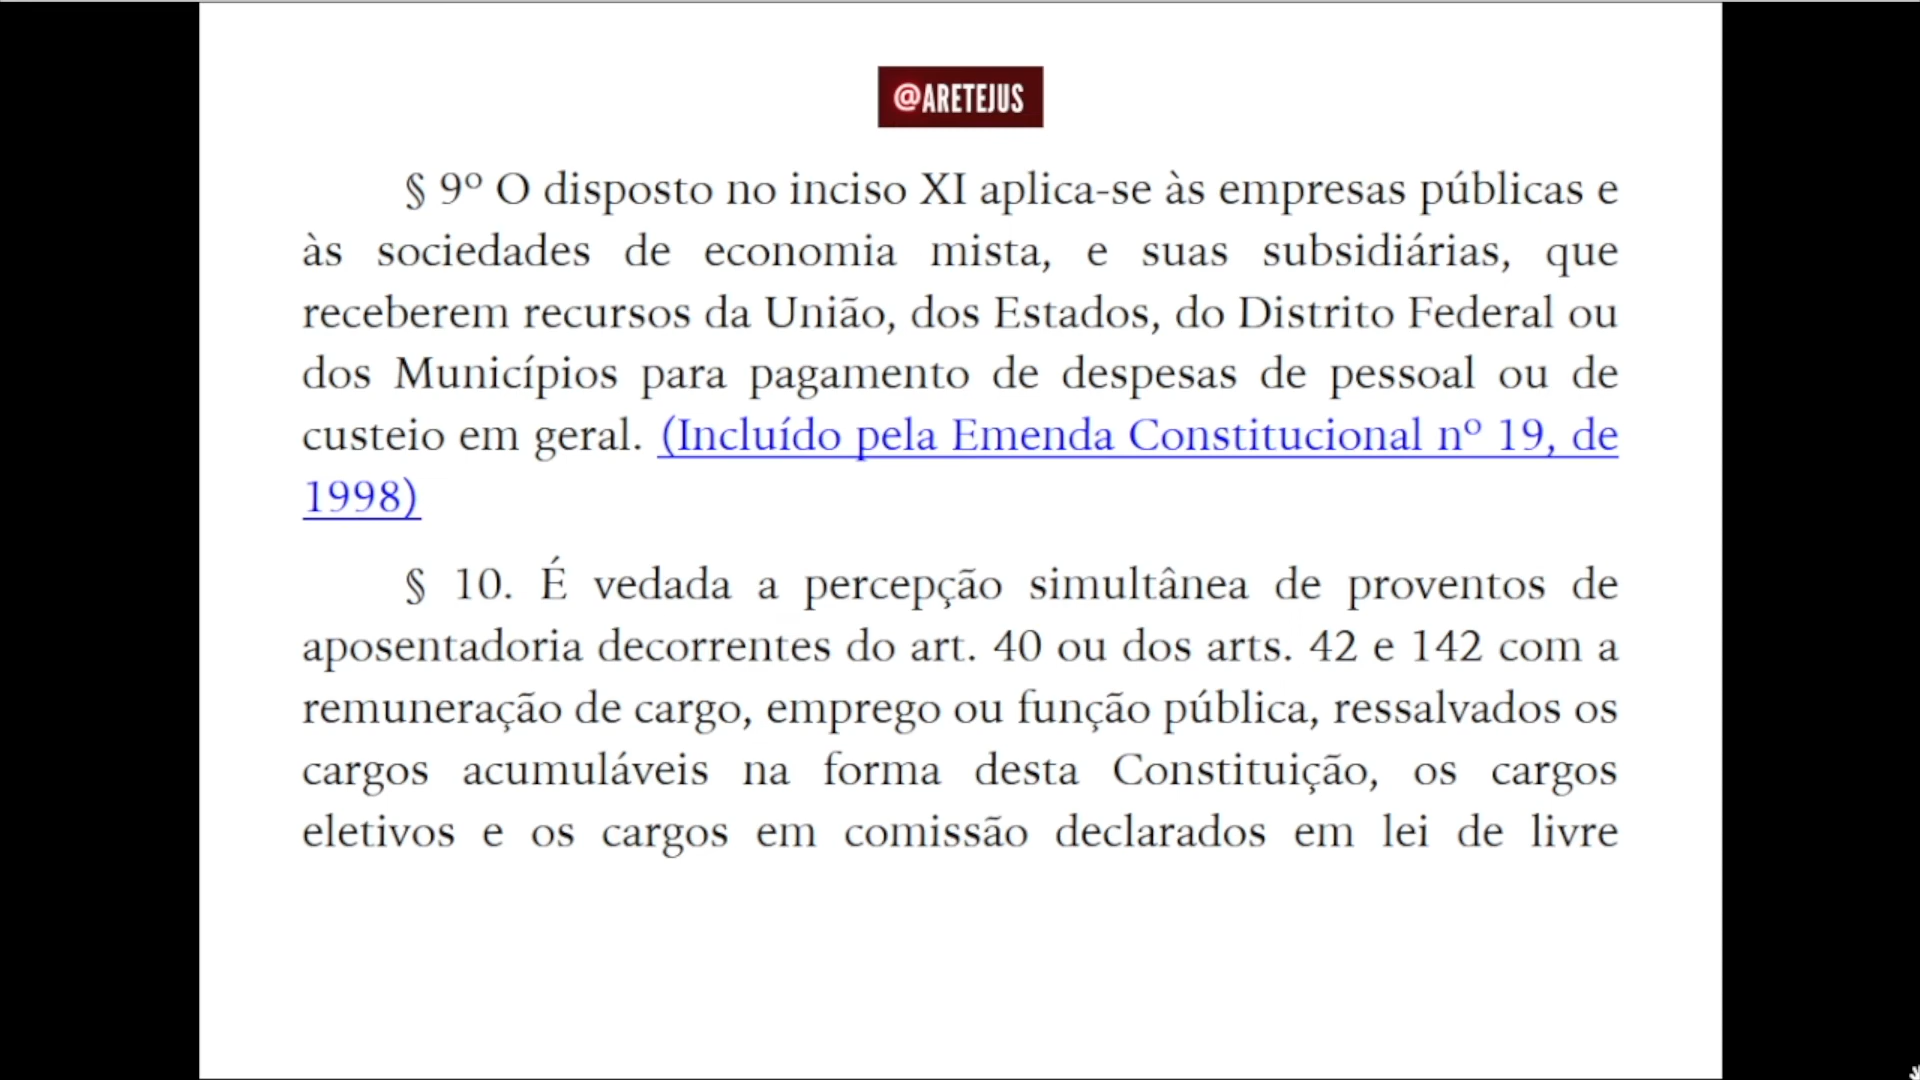 @ARETEJUS
§ 9º O disposto no inciso XI aplica-se às empresas públicas e
às sociedades de economia mista, e suas subsidiárias, que
receberem recursos da União, dos Estados, do Distrito Federal ou
dos Municípios para pagamento de despesas de pessoal ou de
custeio em geral. (Incluído pela Emenda Constitucional nº 19, de
1998)
§ 10. É vedada a percepção simultânea de proventos de
aposentadoria decorrentes do art. 40 ou dos arts. 42 e 142 com a
remuneração de cargo, emprego ou função pública, ressalvados os
cargos acumuláveis na forma desta Constituição, os cargos
eletivos e os cargos em comissão declarados em lei de livre